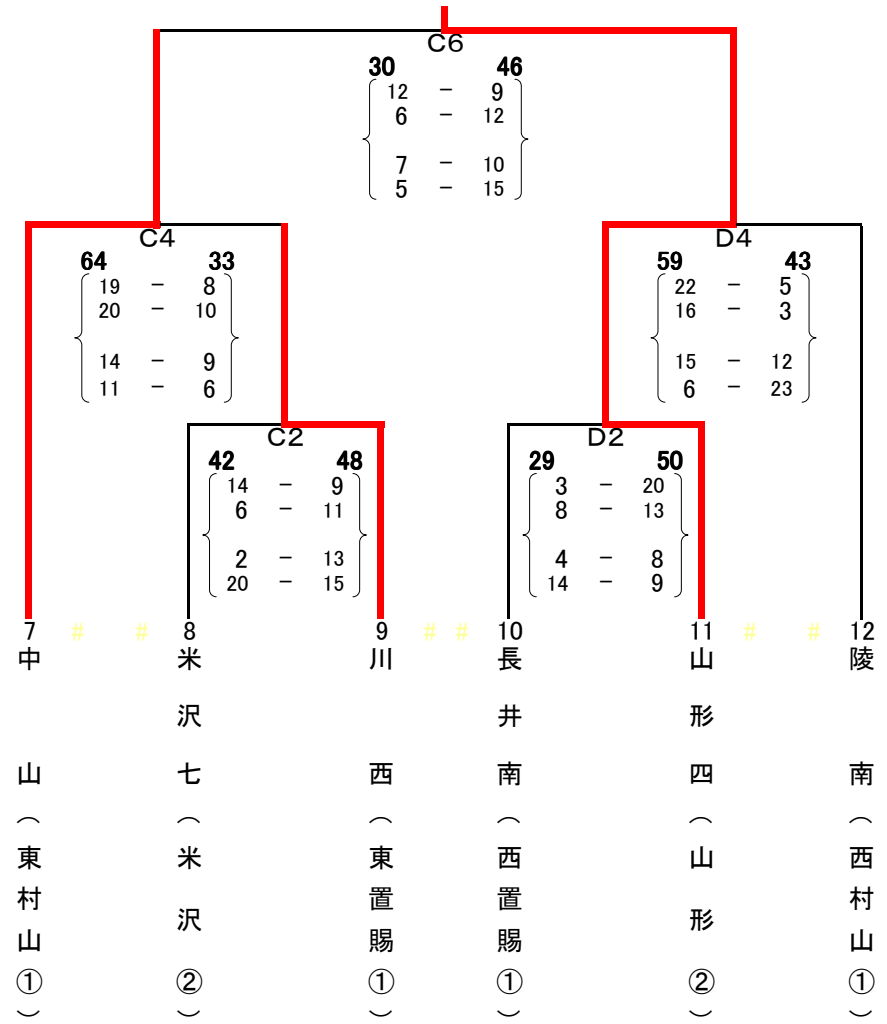 C6
30 46
12 - 9
6 - 12
7 - 10
5 - 15
C4
64 33
19 - 8
20 - 10
14 - 9
11 - 6
D4
59 43
22 - 5
16 - 3
15 - 12
6 - 23
C2
42 48
14 - 9
6 - 11
2 - 13
20 - 15
D2
29 50
3 - 20
8 - 13
4 - 8
14 - 9
7 # # 8 9 # # 10 11 # # 12
中山(東村山①)
米沢七(米沢②)
川西(東置賜①)
長井南(西置賜①)
山形四(山形②)
陵南(西村山①)